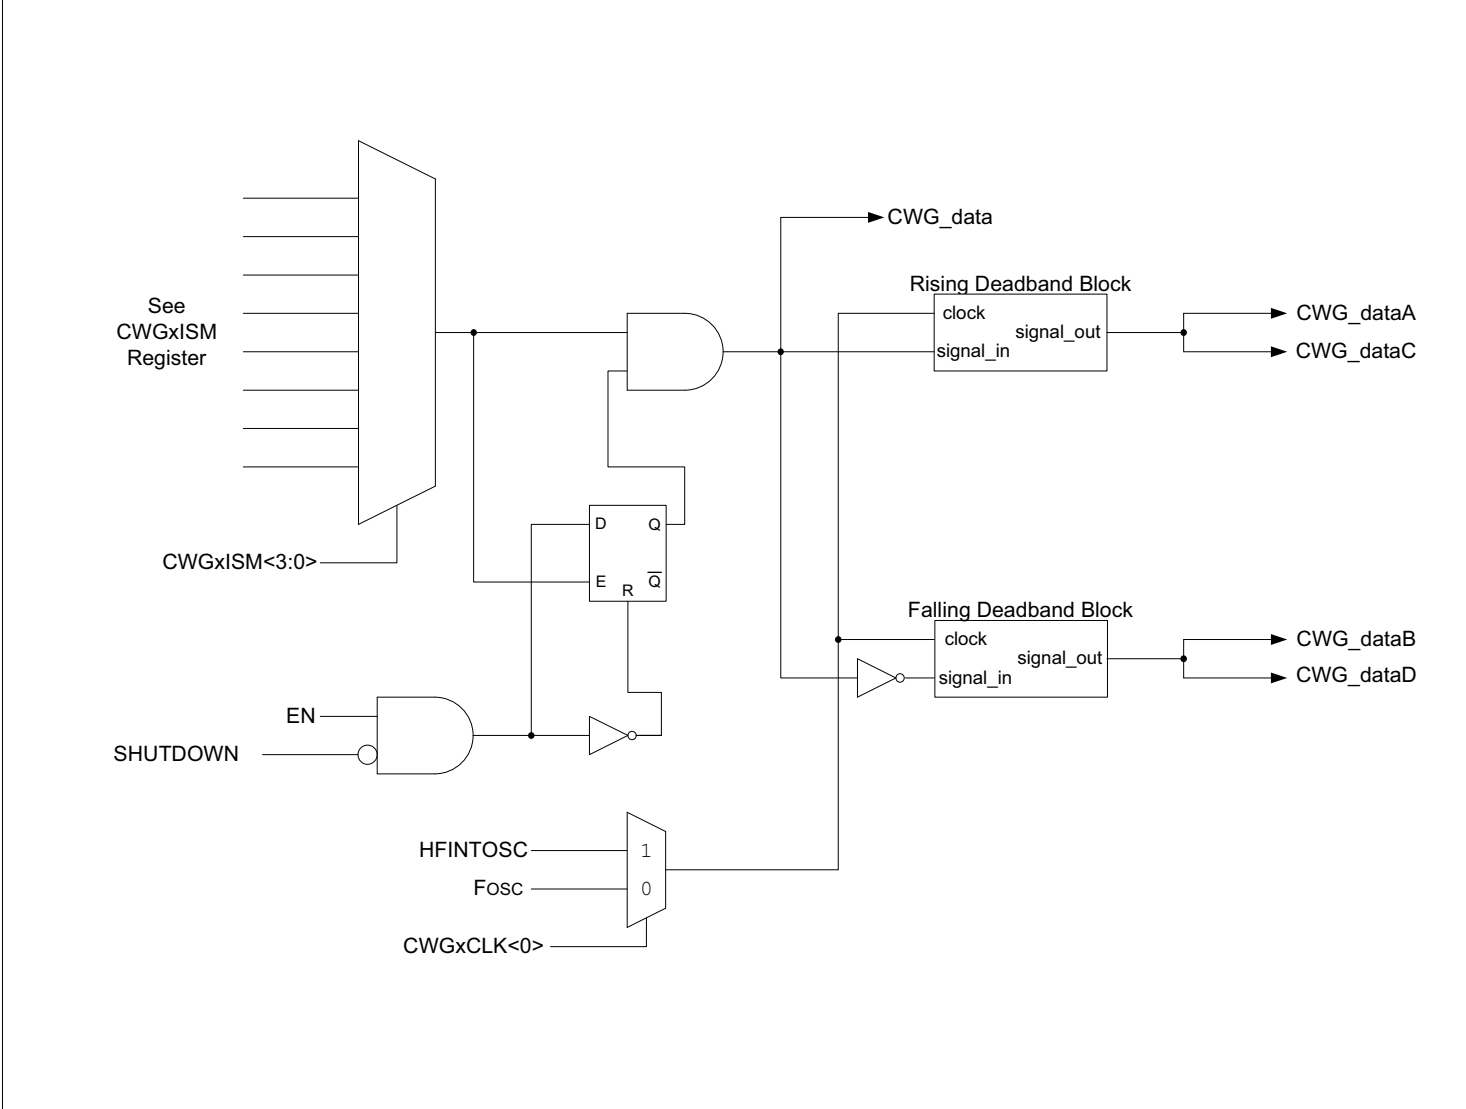 CWG_data
Rising Deadband Block
clock
signal_in
signal_out
CWG_dataA
CWG_dataC
See
CWGxISM
Register
CWGxISM<3:0>
D
Q
E
R
Q̅
Falling Deadband Block
clock
signal_in
signal_out
CWG_dataB
CWG_dataD
EN
SHUTDOWN
HFINTOSC
1
FOSC
0
CWGxCLK<0>